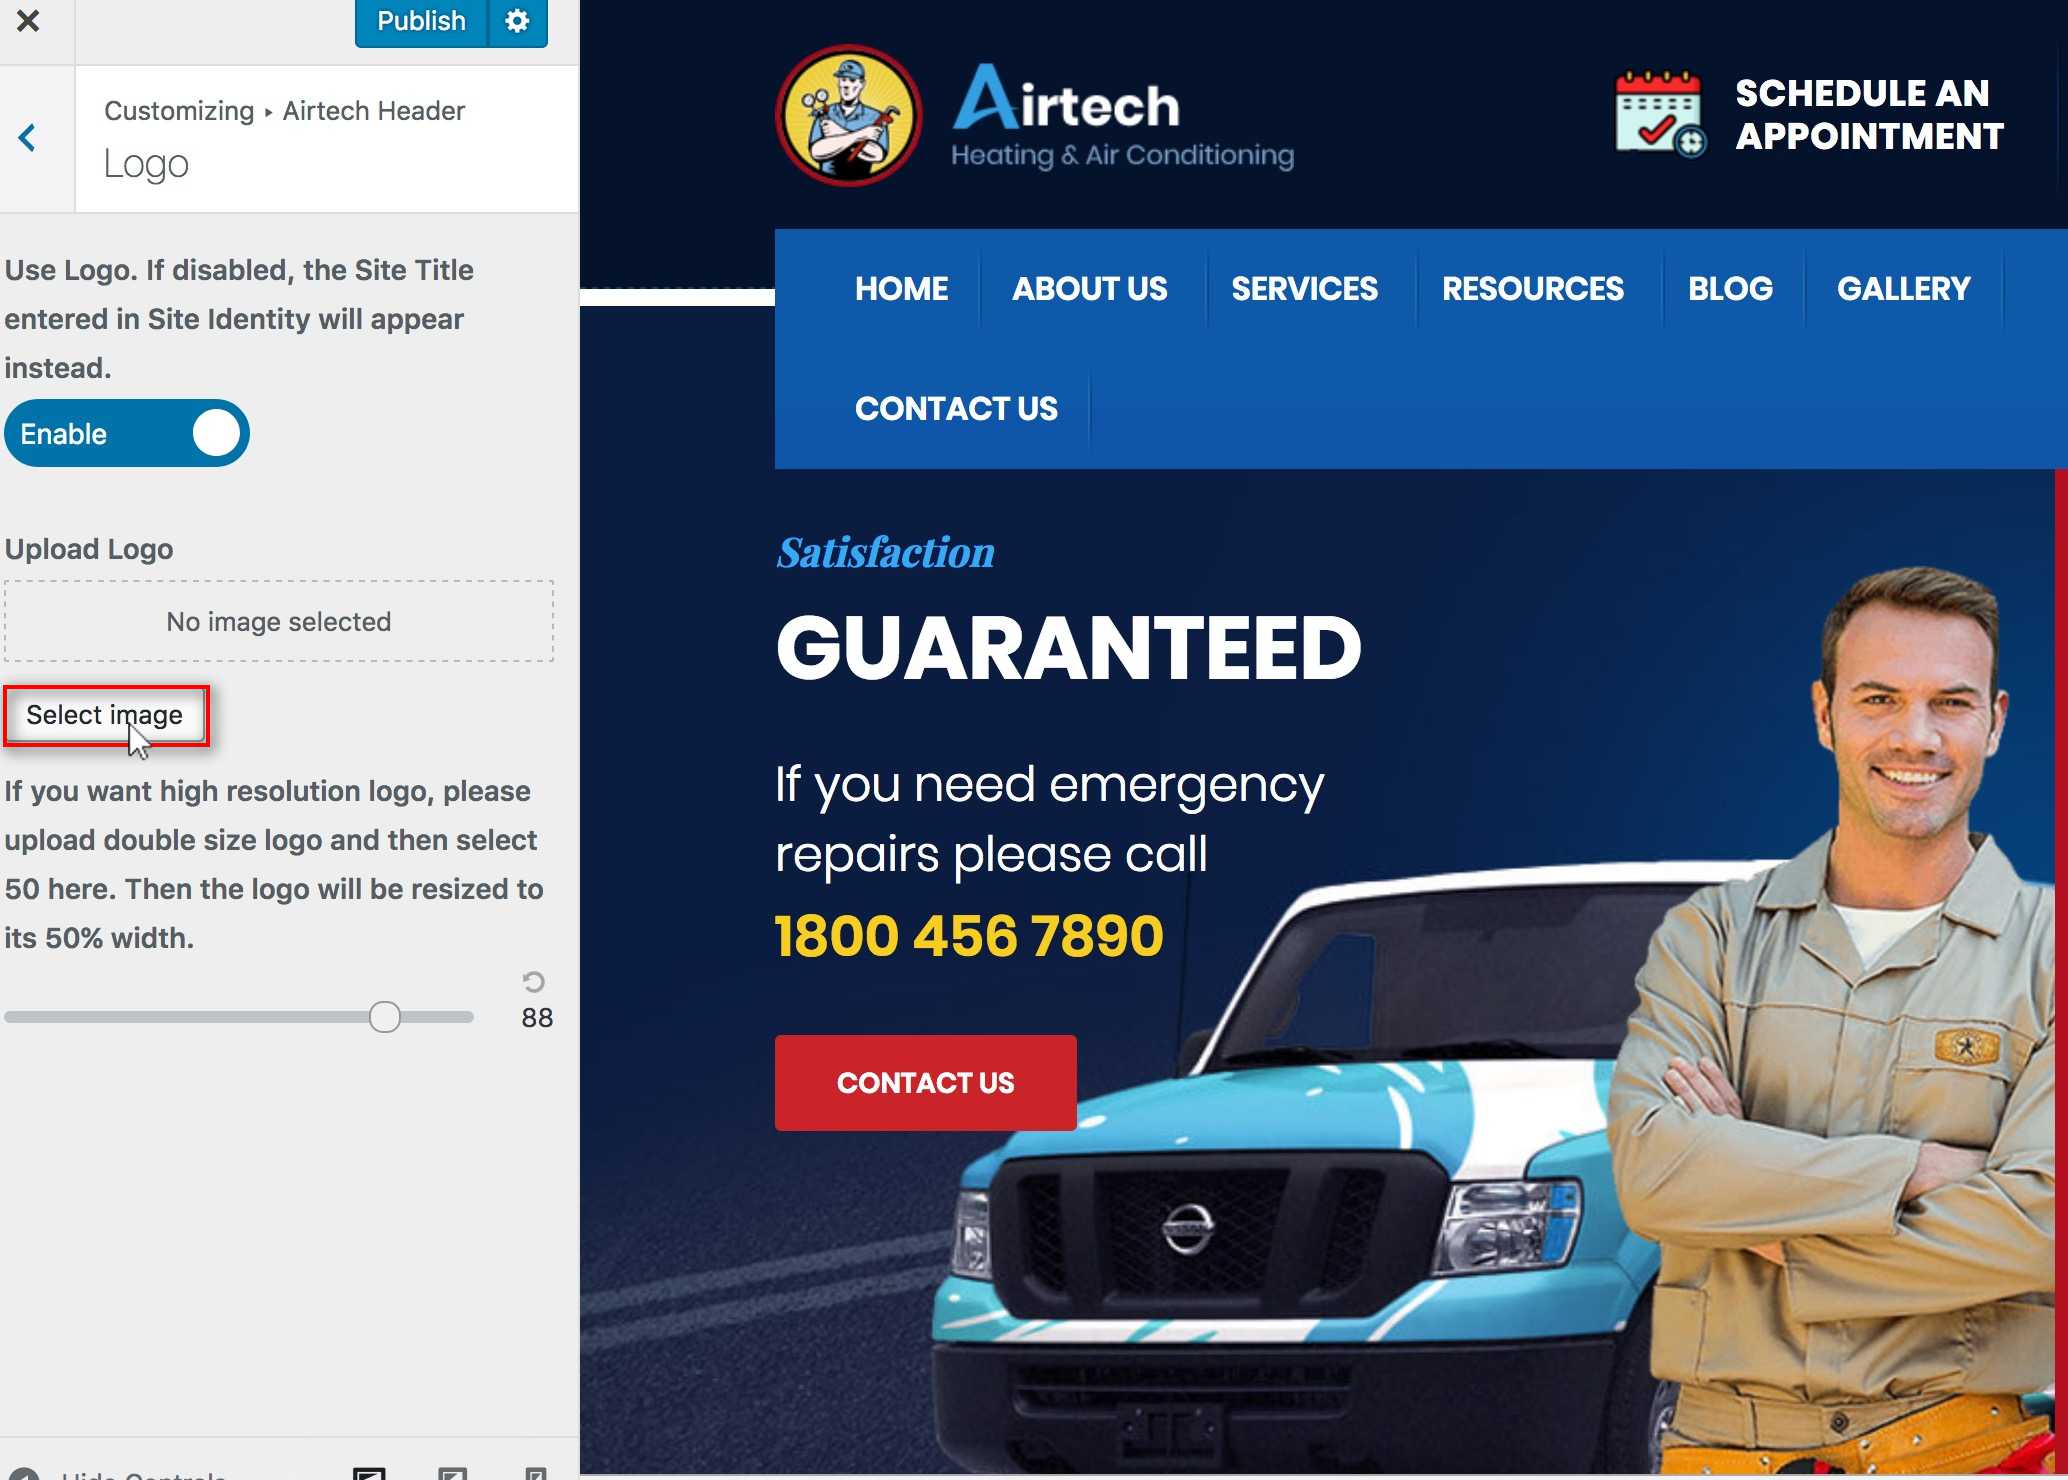 Publish
Customizing ▸ Airtech Header
Logo
Use Logo. If disabled, the Site Title
entered in Site Identity will appear
instead.
Enable
Upload Logo
No image selected
Select image
If you want high resolution logo, please
upload double size logo and then select
50 here. Then the logo will be resized to
its 50% width.
88
Hide Controls
Airtech
Heating & Air Conditioning
SCHEDULE AN
APPOINTMENT
HOME
ABOUT US
SERVICES
RESOURCES
BLOG
GALLERY
CONTACT US
Satisfaction
GUARANTEED
If you need emergency
repairs please call
1800 456 7890
CONTACT US
NISSAN